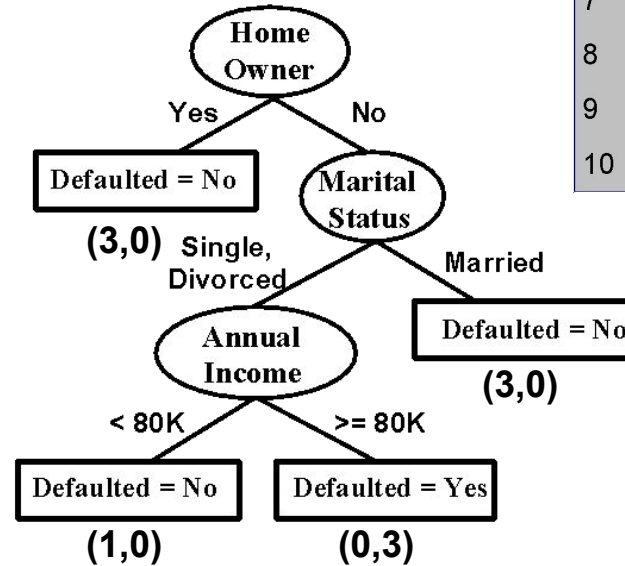 Home
Owner
7
8
9
10
Yes
No
Defaulted = No
Marital
Status
(3,0)
Single,
Divorced
Married
Annual
Income
Defaulted = No
(3,0)
< 80K
>= 80K
Defaulted = No
Defaulted = Yes
(1,0)
(0,3)